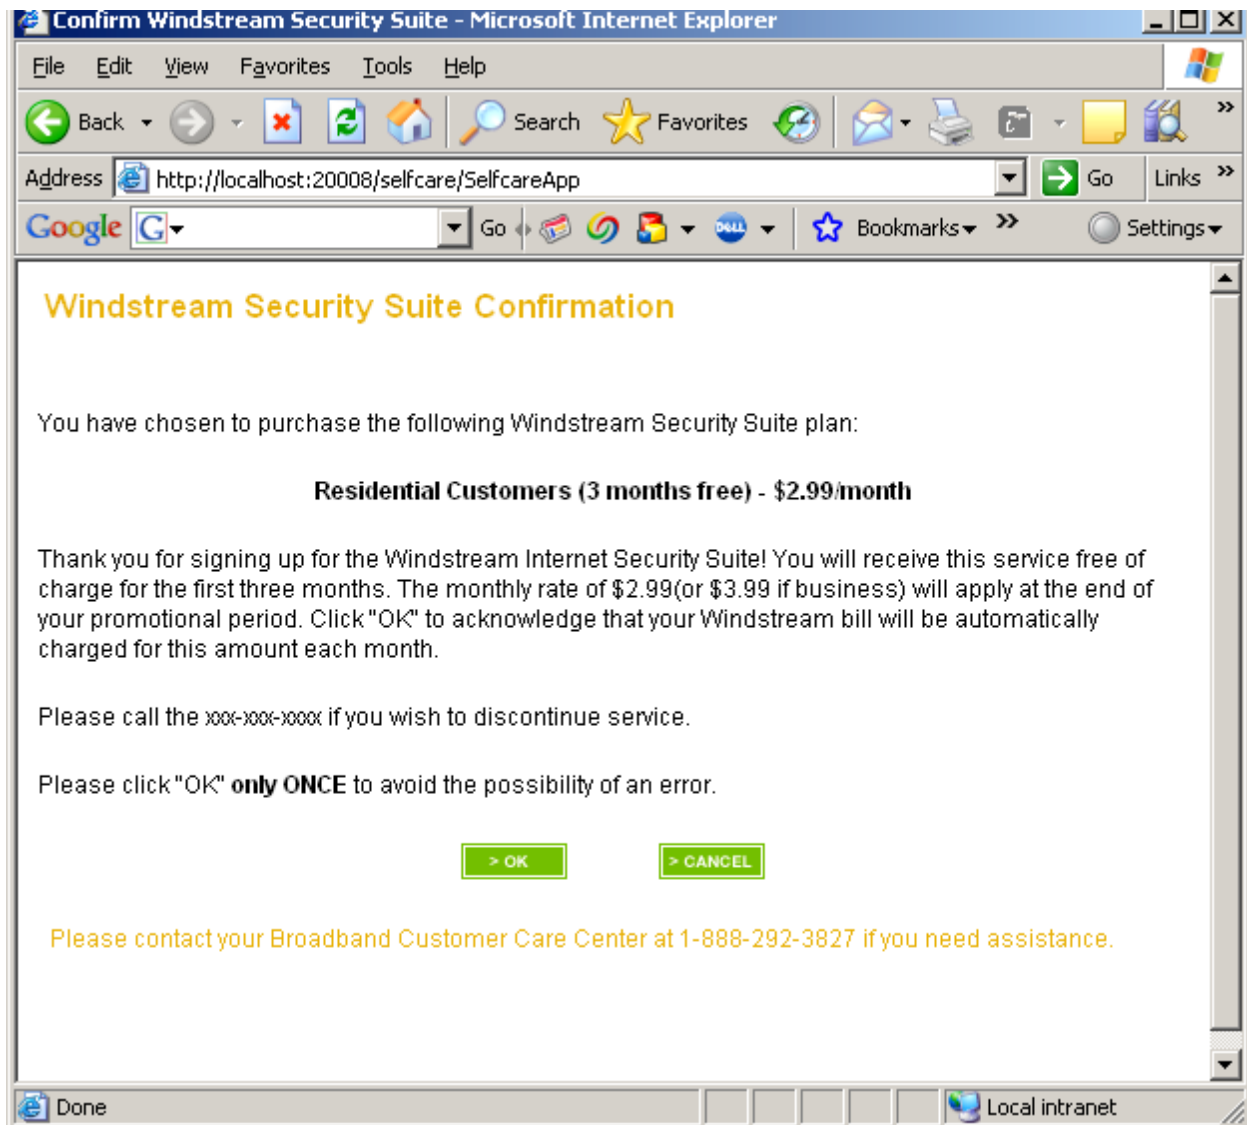 Confirm Windstream Security Suite - Microsoft Internet Explorer
File Edit View Favorites Tools Help
Back Search Favorites »
Address http://localhost:20008/selfcare/SelfcareApp Go Links »
Google G Go DELL Bookmarks » Settings
Windstream Security Suite Confirmation
You have chosen to purchase the following Windstream Security Suite plan:
Residential Customers (3 months free) - $2.99/month
Thank you for signing up for the Windstream Internet Security Suite! You will receive this service free of
charge for the first three months. The monthly rate of $2.99(or $3.99 if business) will apply at the end of
your promotional period. Click "OK" to acknowledge that your Windstream bill will be automatically
charged for this amount each month.
Please call the xxx-xxx-xxxx if you wish to discontinue service.
Please click "OK" only ONCE to avoid the possibility of an error.
> OK > CANCEL
Please contact your Broadband Customer Care Center at 1-888-292-3827 if you need assistance.
Done Local intranet